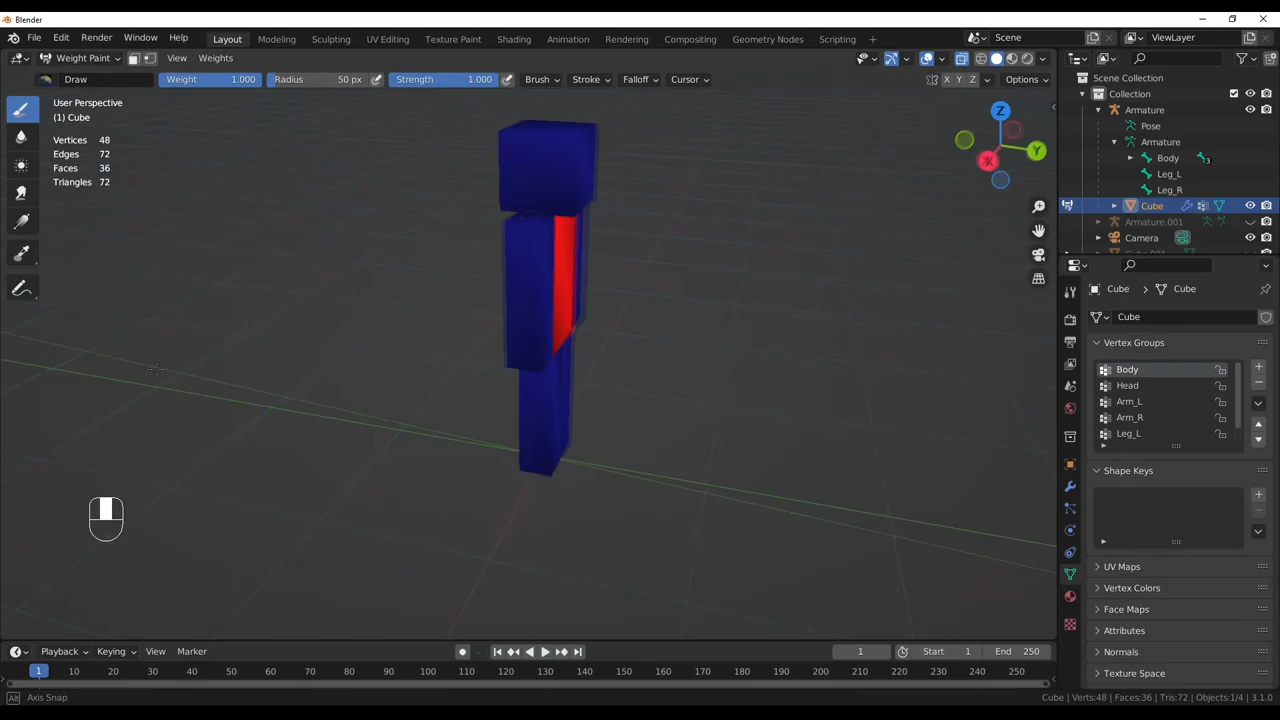 Blender
File Edit Render Window Help Layout Modeling Sculpting UV Editing Texture Paint Shading Animation Rendering Compositing Geometry Nodes Scripting + Scene ViewLayer
Weight Paint View Weights
Draw Weight 1.000 Radius 50 px Strength 1.000 Brush Stroke Falloff Cursor X Y Z Options
User Perspective
(1) Cube
Vertices 48
Edges 72
Faces 36
Triangles 72
Z
Y
X
Scene Collection
Collection
Armature
Pose
Armature
Body 3
Leg_L
Leg_R
Cube
Armature.001
Camera
Cube Cube
Cube
Vertex Groups
Body
Head
Arm_L
Arm_R
Leg_L
Shape Keys
UV Maps
Vertex Colors
Face Maps
Attributes
Normals
Texture Space
Playback Keying View Marker 1 Start 1 End 250
1 10 20 30 40 50 60 70 80 90 100 110 120 130 140 150 160 170 180 190 200 210 220 230 240 250
Alt Axis Snap Cube | Verts:48 | Faces:36 | Tris:72 | Objects:1/4 | 3.1.0